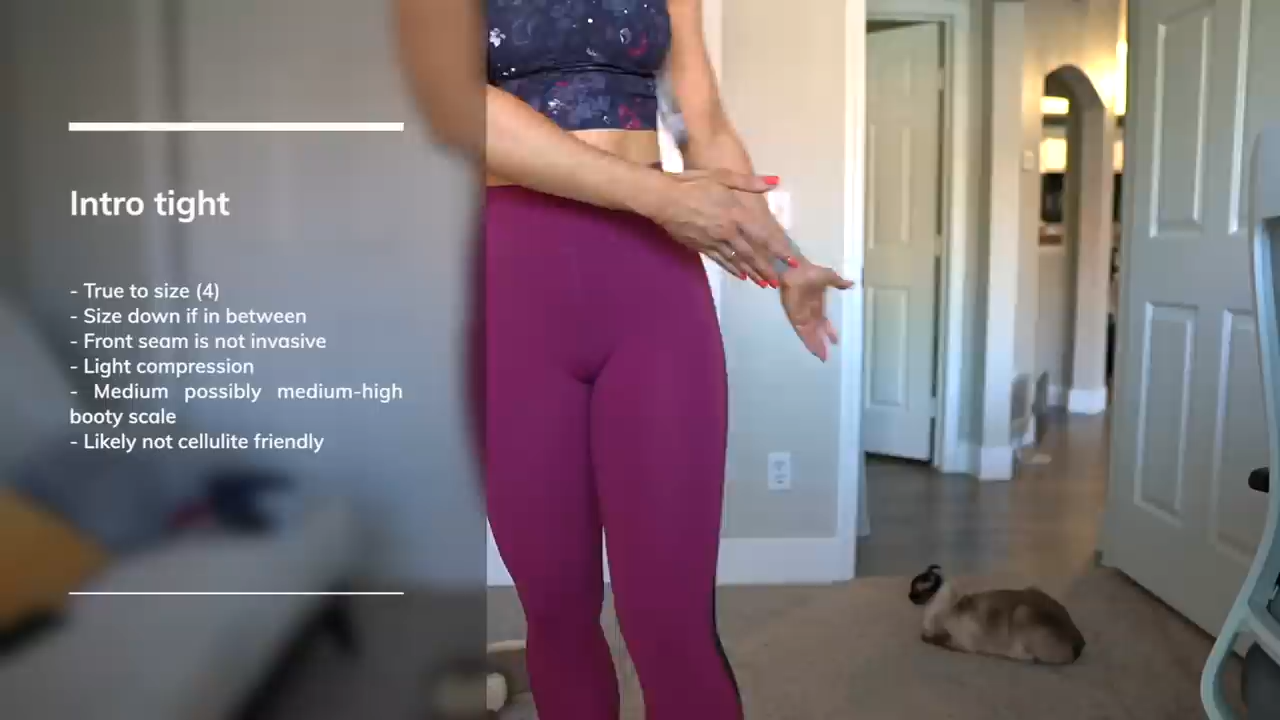 Intro tight
- True to size (4)
- Size down if in between
- Front seam is not invasive
- Light compression
- Medium possibly medium-high
booty scale
- Likely not cellulite friendly